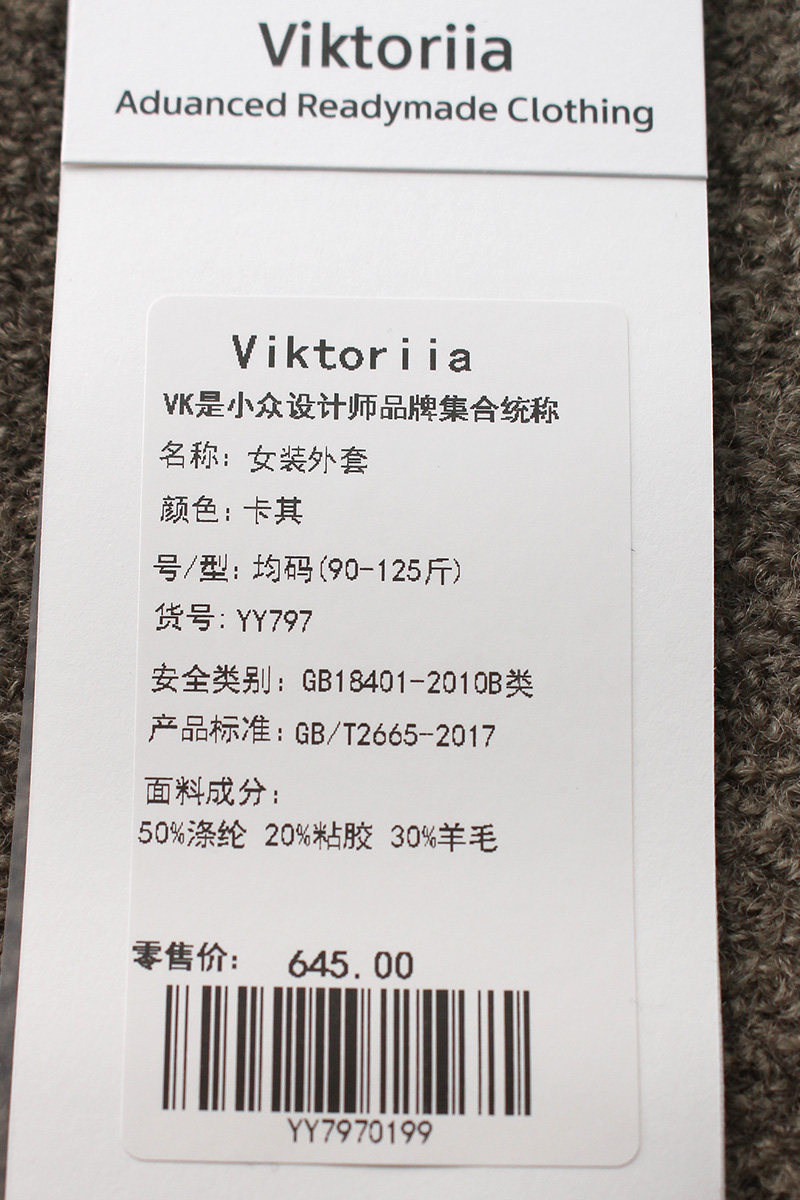 Viktoriia
Aduanced Readymade Clothing
Viktoriia
VK是小众设计师品牌集合统称
名称: 女装外套
颜色: 卡其
号/型: 均码(90-125斤)
货号: YY797
安全类别: GB18401-2010B类
产品标准: GB/T2665-2017
面料成分:
50%涤纶 20%粘胶 30%羊毛
零售价: 645.00
YY7970199